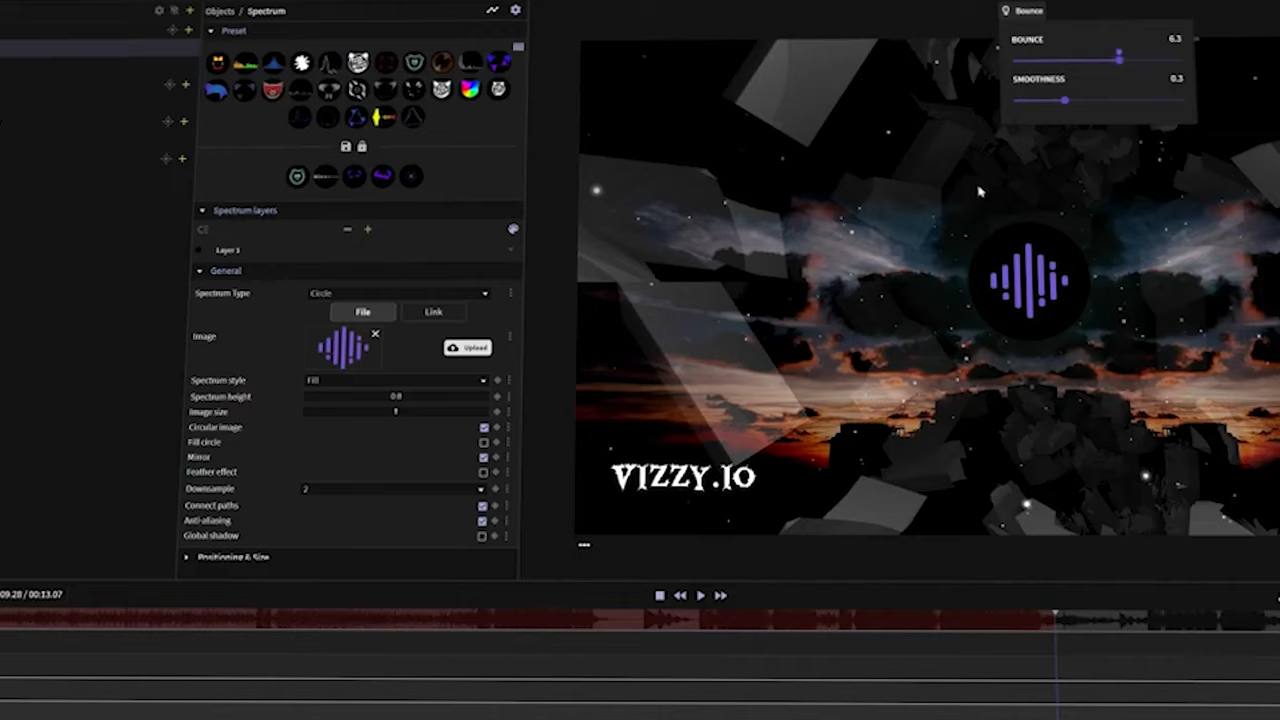 Objects / Spectrum
Preset
Spectrum layers
Layer 1
General
Spectrum Type Circle
File Link
Image
Upload
Spectrum style Fill
Spectrum height 0.8
Image size
Circular image
Fill circle
Mirror
Feather effect
Downsample 2
Connect paths
Anti-aliasing
Global shadow
Positioning & Size
Bounce
BOUNCE 6.3
SMOOTHNESS 0.3
VIZZY.IO
09.28 / 00:13.07